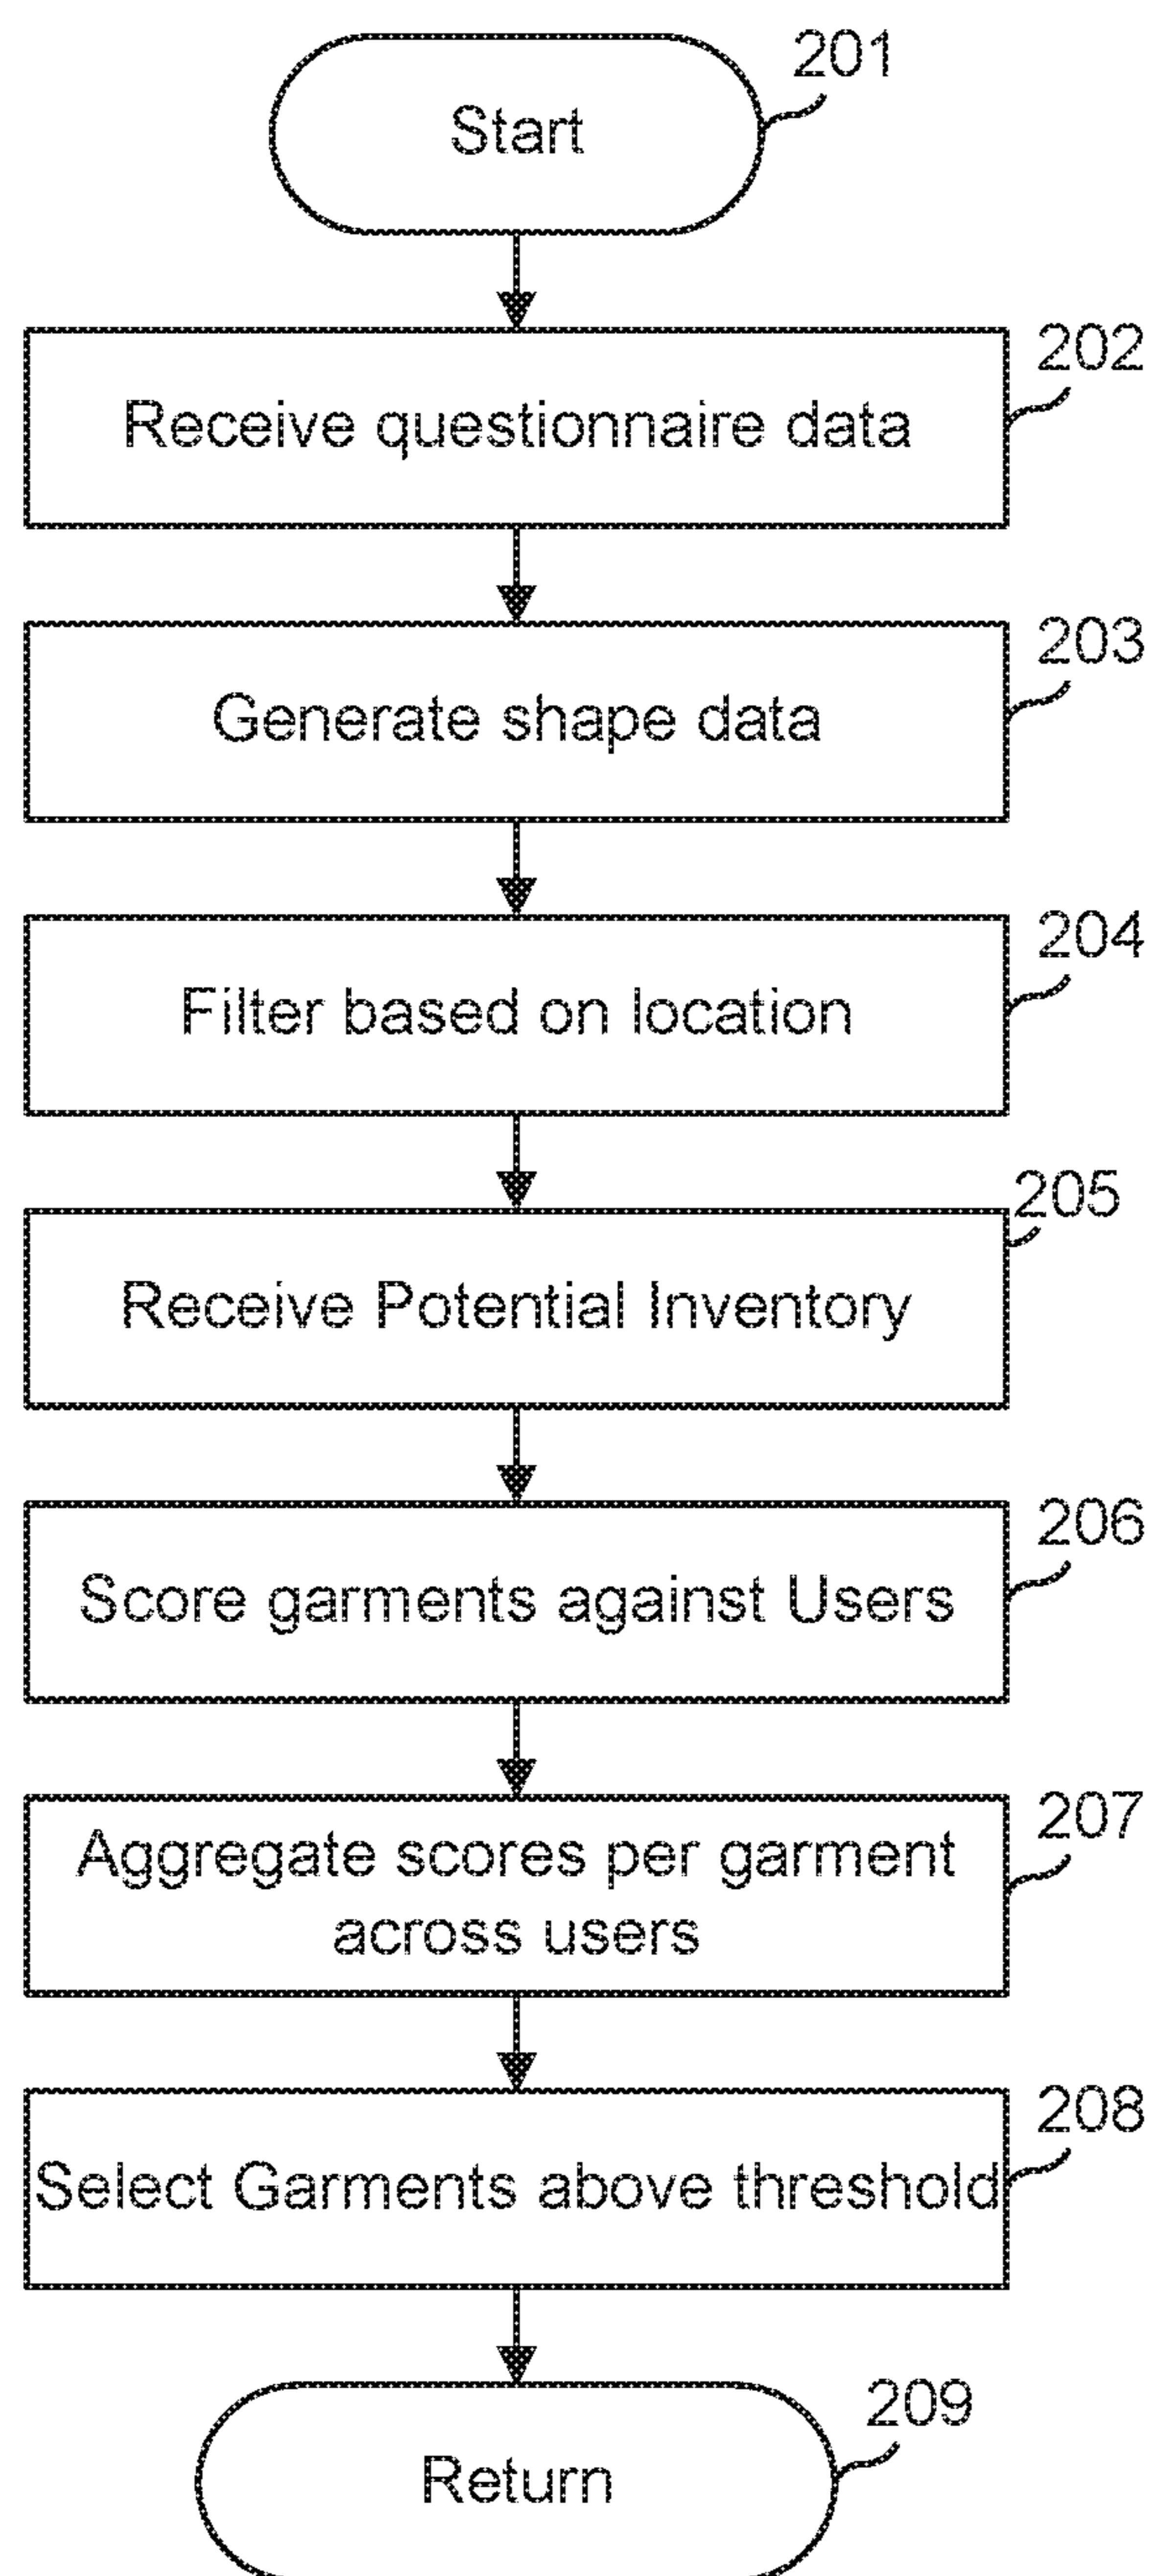 Start
201
Receive questionnaire data
202
Generate shape data
203
Filter based on location
204
Receive Potential Inventory
205
Score garments against Users
206
Aggregate scores per garment
across users
207
Select Garments above threshold
208
Return
209